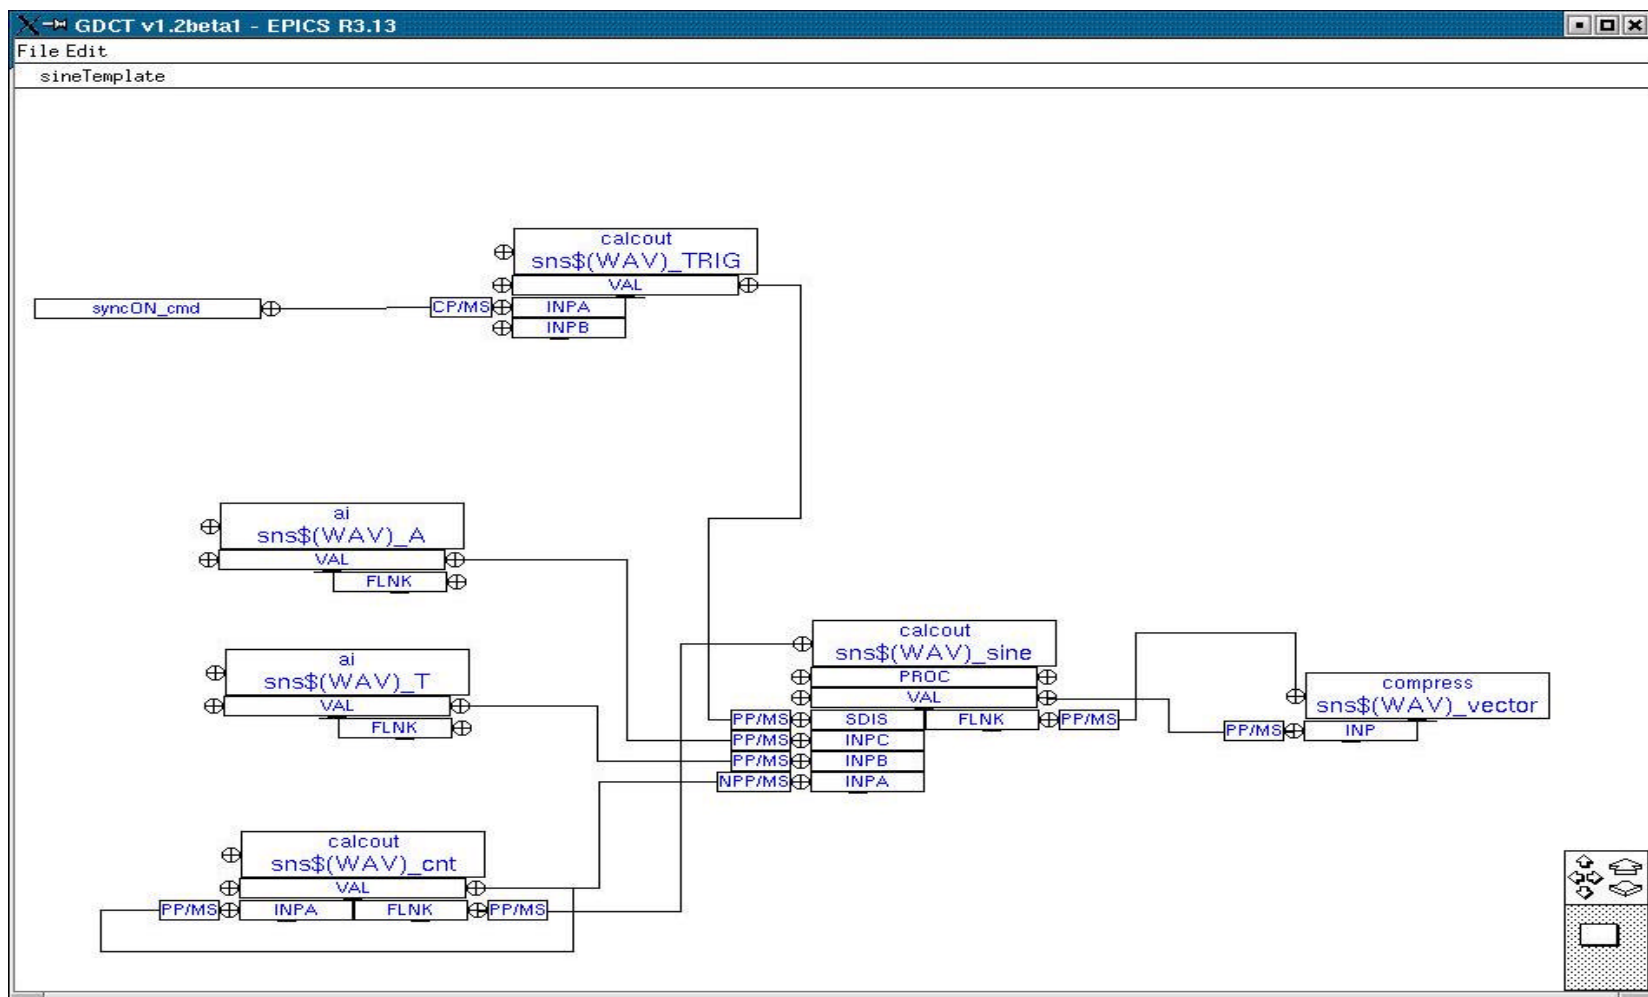 GDCT v1.2beta1 - EPICS R3.13
File Edit
sineTemplate
calcout
sns$(WAV)_TRIG
VAL
syncON_cmd
CP/MS
INPA
INPB
ai
sns$(WAV)_A
VAL
FLNK
ai
sns$(WAV)_T
VAL
FLNK
calcout
sns$(WAV)_sine
PROC
VAL
PP/MS SDIS FLNK PP/MS
PP/MS INPC
PP/MS INPB
NPP/MS INPA
compress
sns$(WAV)_vector
PP/MS INP
calcout
sns$(WAV)_cnt
VAL
PP/MS INPA FLNK PP/MS